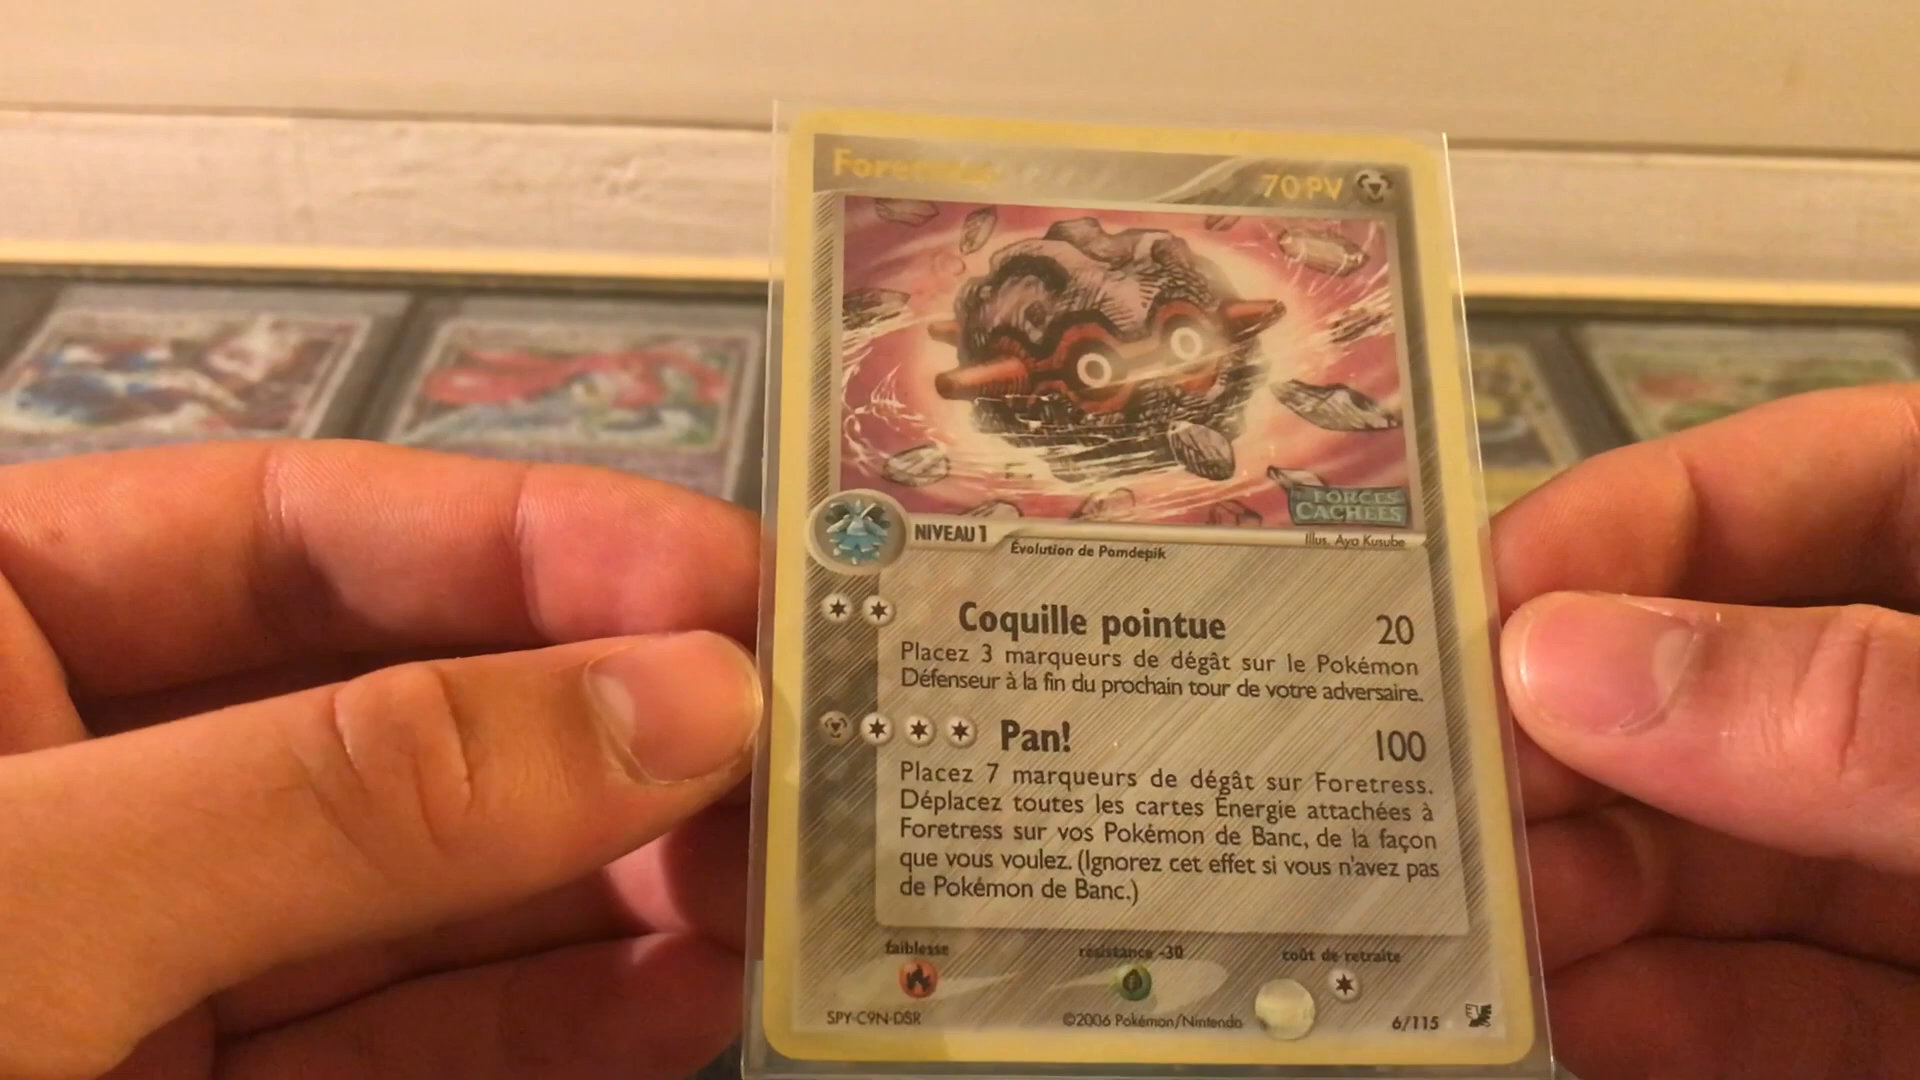 Foretress
70 PV
FORCES
CACHÉES
NIVEAU 1
Évolution de Pomdepik
Illus. Aya Kusube
Coquille pointue 20
Placez 3 marqueurs de dégât sur le Pokémon
Défenseur à la fin du prochain tour de votre adversaire.
Pan! 100
Placez 7 marqueurs de dégât sur Foretress.
Déplacez toutes les cartes Énergie attachées à
Foretress sur vos Pokémon de Banc, de la façon
que vous voulez. (Ignorez cet effet si vous n'avez pas
de Pokémon de Banc.)
faiblesse
résistance -30
coût de retraite
SPY-C9N-DSR
©2006 Pokémon/Nintendo
6/115